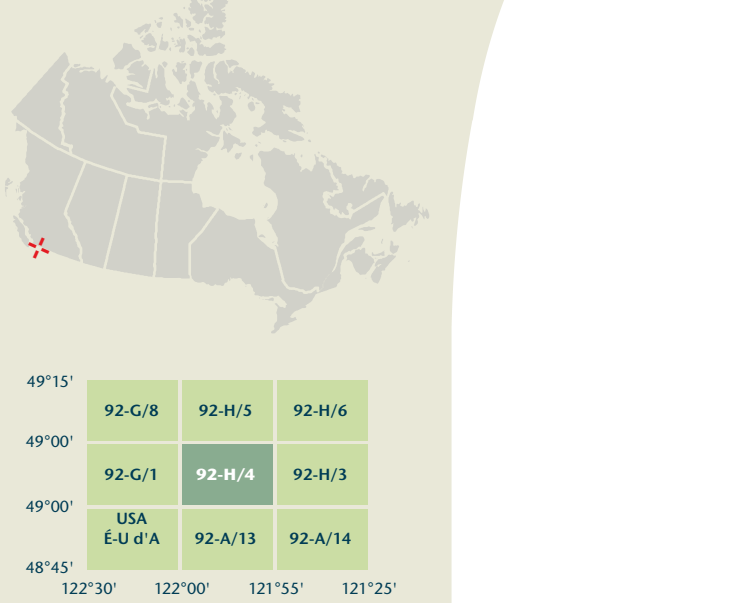 49°15'
92-G/8 92-H/5 92-H/6
49°00'
92-G/1 92-H/4 92-H/3
49°00'
USA
É-U d'A 92-A/13 92-A/14
48°45'
122°30' 122°00' 121°55' 121°25'